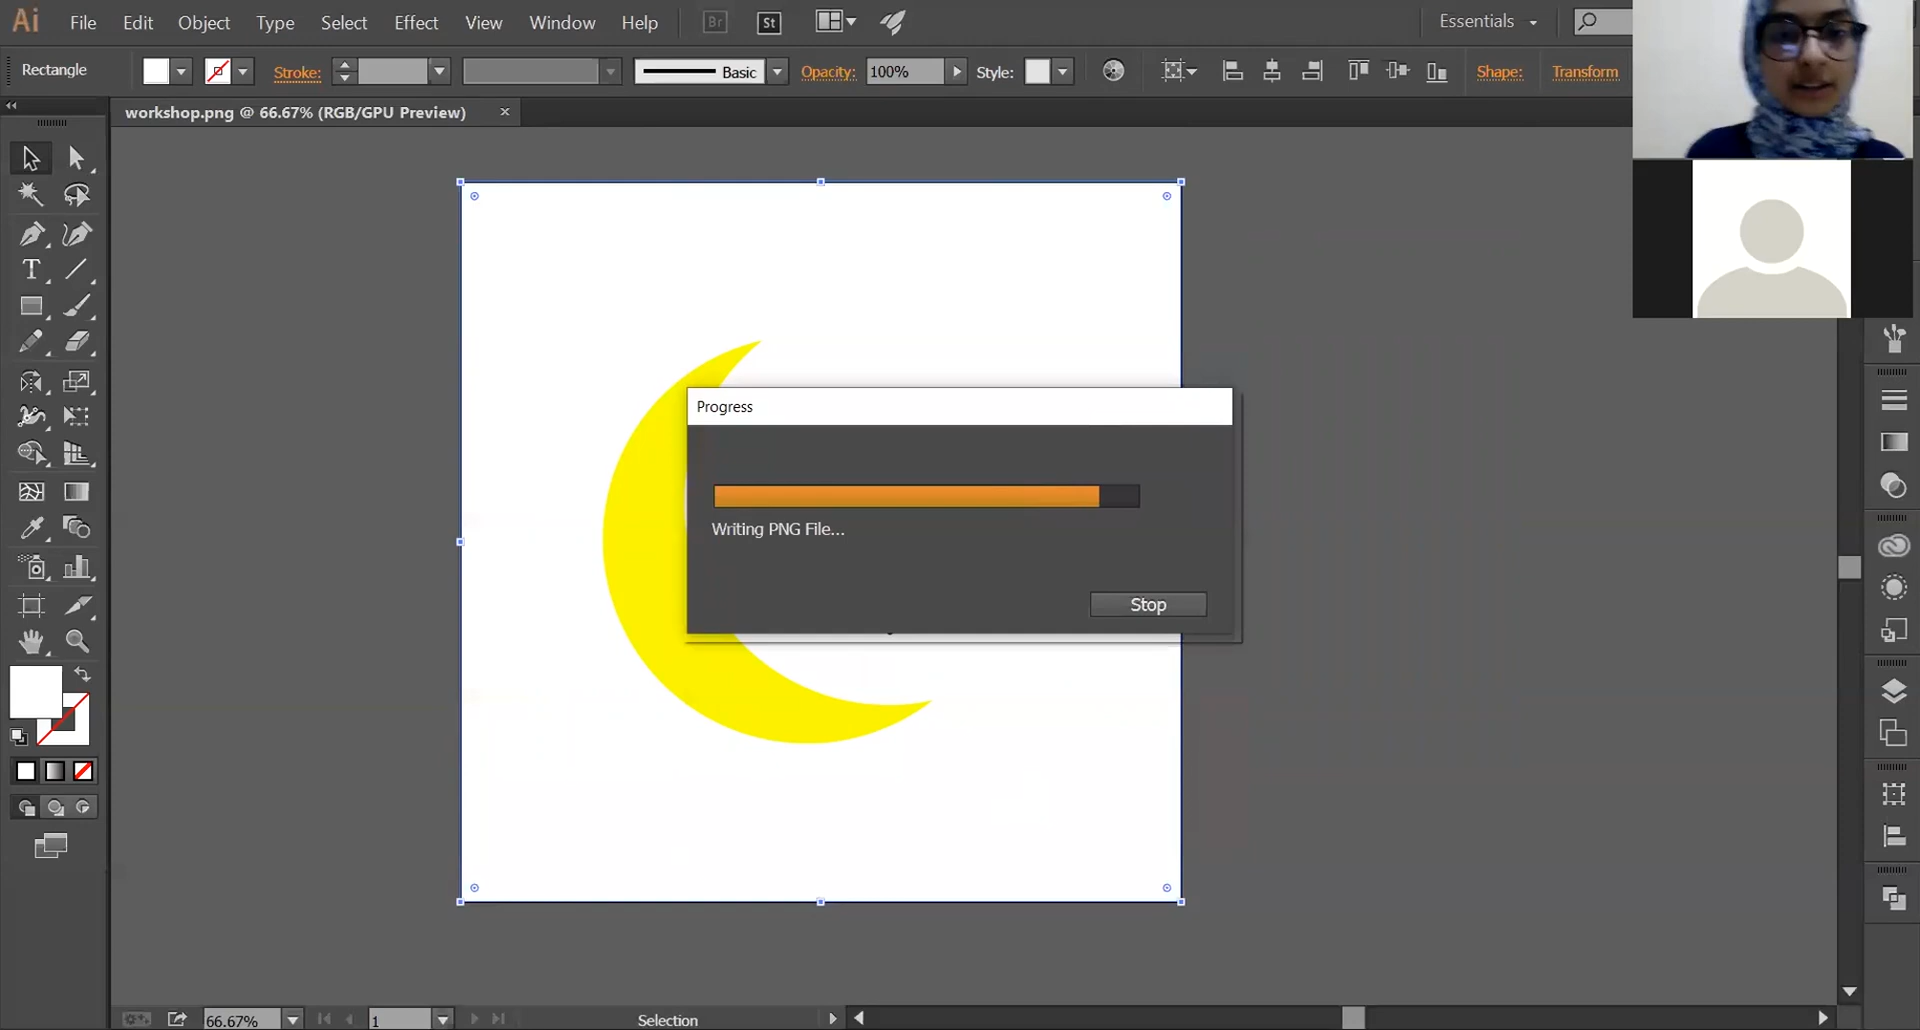 Ai File Edit Object Type Select Effect View Window Help Br St Essentials
Rectangle Stroke: Basic Opacity: 100% Style: Shape: Transform
workshop.png @ 66.67% (RGB/GPU Preview) ×
Progress
Writing PNG File...
Stop
66.67% 1 Selection